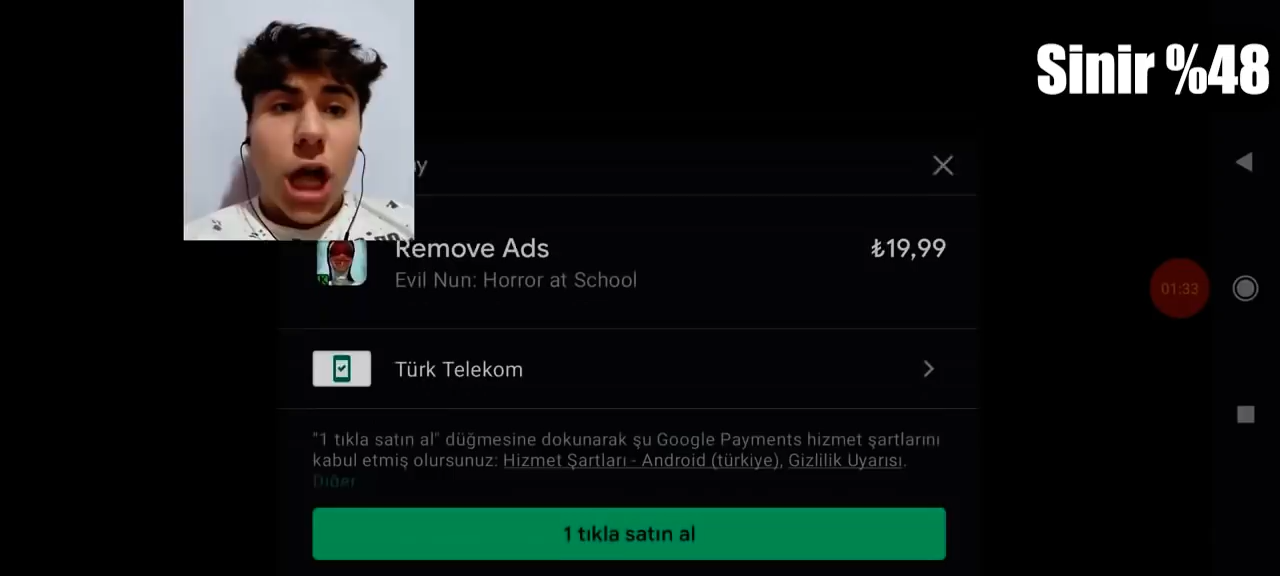 Sinir %48
Remove Ads
₺19,99
Evil Nun: Horror at School
01:33
Türk Telekom
"1 tıkla satın al" düğmesine dokunarak şu Google Payments hizmet şartlarını
kabul etmiş olursunuz: Hizmet Şartları - Android (türkiye), Gizlilik Uyarısı.
Diğer
1 tıkla satın al